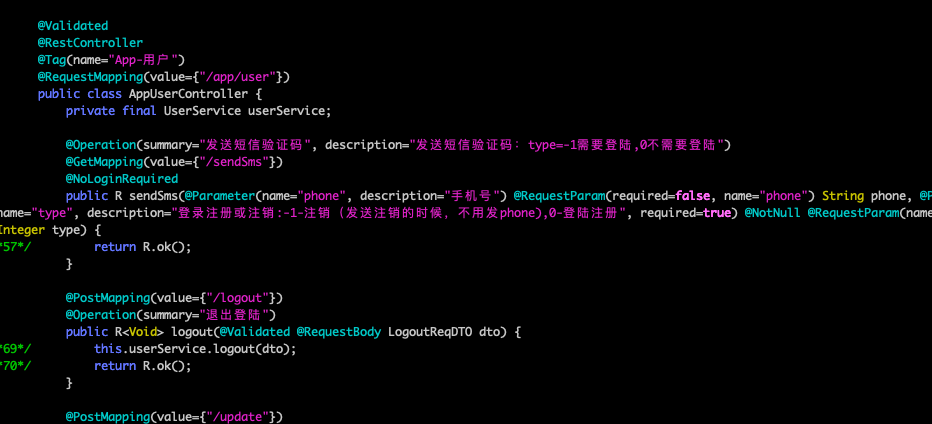 @Validated
@RestController
@Tag(name="App-用户")
@RequestMapping(value={"/app/user"})
public class AppUserController {
private final UserService userService;
@Operation(summary="发送短信验证码", description="发送短信验证码：type=-1需要登陆,0不需要登陆")
@GetMapping(value={"/sendSms"})
@NoLoginRequired
public R sendSms(@Parameter(name="phone", description="手机号") @RequestParam(required=false, name="phone") String phone, @P
name="type", description="登录注册或注销:-1-注销（发送注销的时候，不用发phone),0-登陆注册", required=true) @NotNull @RequestParam(name
Integer type) {
*57*/ return R.ok();
}
@PostMapping(value={"/logout"})
@Operation(summary="退出登陆")
public R<Void> logout(@Validated @RequestBody LogoutReqDTO dto) {
*69*/ this.userService.logout(dto);
*70*/ return R.ok();
}
@PostMapping(value={"/update"})